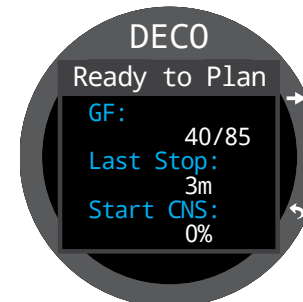 DECO
Ready to Plan
GF:
40/85
Last Stop:
3m
Start CNS:
0%